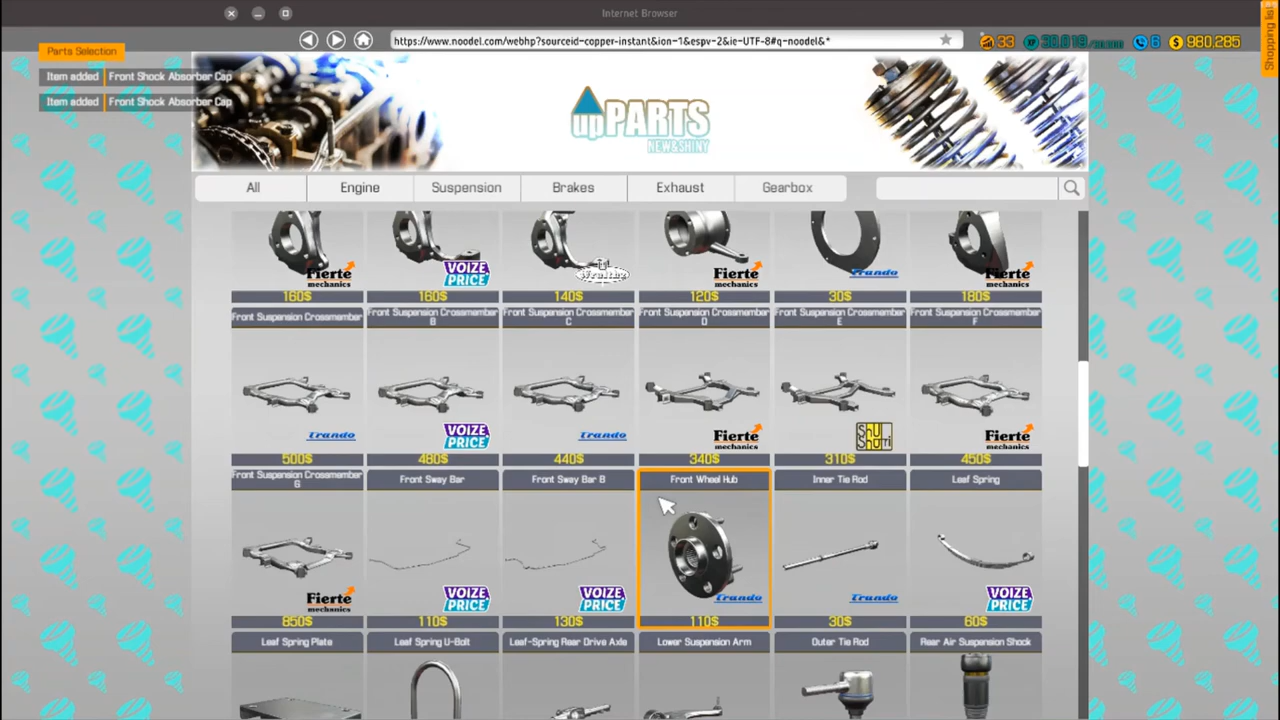 Internet Browser
https://www.noodel.com/webhp?sourceid-copper-instant&ion-1&espv-2&ie-UTF-8#q-noodel&*
33
6
$ 980,285
Shopping list
Parts Selection
Item added Front Shock Absorber Cap
Item added Front Shock Absorber Cap
upPARTS
NEW&SHINY
All Engine Suspension Brakes Exhaust Gearbox
Fierte mechanics VOIZE PRICE Fierte mechanics Trando Fierte mechanics
160$ 160$ 140$ 120$ 30$ 180$
Front Suspension Crossmember
Front Suspension Crossmember B
Front Suspension Crossmember C
Front Suspension Crossmember D
Front Suspension Crossmember E
Front Suspension Crossmember F
Trando VOIZE PRICE Trando Fierte mechanics Fierte mechanics
500$ 480$ 440$ 340$ 310$ 450$
Front Suspension Crossmember G
Front Sway Bar
Front Sway Bar B
Front Wheel Hub
Inner Tie Rod
Leaf Spring
Fierte mechanics VOIZE PRICE VOIZE PRICE Trando Trando VOIZE PRICE
850$ 110$ 130$ 110$ 30$ 60$
Leaf Spring Plate
Leaf Spring U-Bolt
Leaf-Spring Rear Drive Axle
Lower Suspension Arm
Outer Tie Rod
Rear Air Suspension Shock